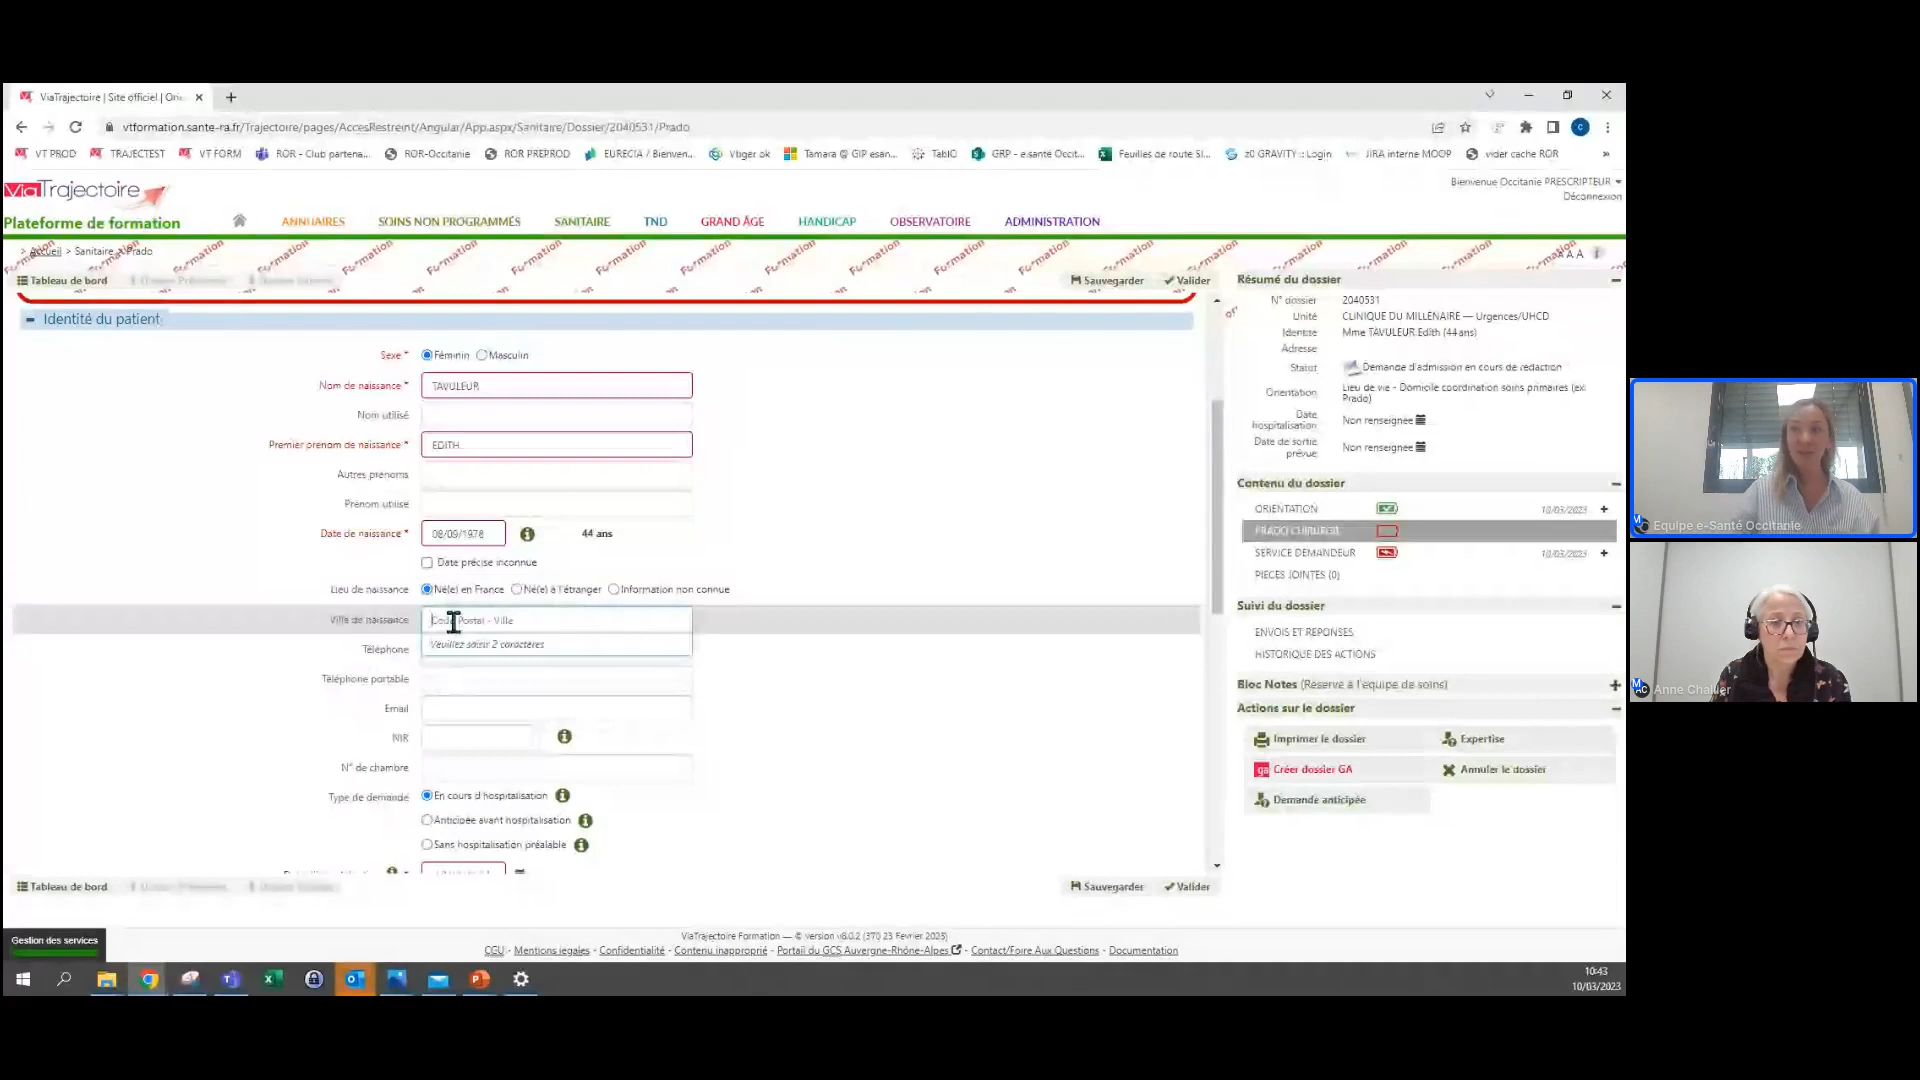 ViaTrajectoire | Site officiel | Ori
vtformation.sante-ra.fr/Trajectoire/pages/AccesRestreint/Angular/App.aspx/Sanitaire/Dossier/2040531/Prado
VT PROD TRAJECTEST VT FORM ROR - Club partena... ROR-Occitanie ROR PREPROD EURECIA / Bienven... Vtiger ok Tamara @ GIP esan... TablO GRP - e.santé Occit... Feuilles de route SI... z0 GRAVITY :: Login JIRA interne MOOP vider cache ROR »
ViaTrajectoire
Bienvenue Occitanie PRESCRIPTEUR
Déconnexion
Plateforme de formation
ANNUAIRES SOINS NON PROGRAMMÉS SANITAIRE TND GRAND ÂGE HANDICAP OBSERVATOIRE ADMINISTRATION
> Accueil > Sanitaire > Prado
A A A
Tableau de bord
Sauvegarder Valider
Identité du patient
Sexe * Féminin Masculin
Nom de naissance * TAVULEUR
Nom utilisé
Premier prénom de naissance * EDITH
Autres prénoms
Prénom utilisé
Date de naissance * 08/09/1978 44 ans
Date précise inconnue
Lieu de naissance Né(e) en France Né(e) à l'étranger Information non connue
Ville de naissance Code Postal - Ville
Veuillez saisir 2 caractères
Téléphone
Téléphone portable
Email
NIR
N° de chambre
Type de demande En cours d'hospitalisation
Anticipée avant hospitalisation
Sans hospitalisation préalable
Tableau de bord
Sauvegarder Valider
Résumé du dossier
N° dossier 2040531
Unité CLINIQUE DU MILLENAIRE — Urgences/UHCD
Identité Mme TAVULEUR Edith (44 ans)
Adresse
Statut Demande d'admission en cours de rédaction
Orientation Lieu de vie - Domicile coordination soins primaires (ex: Prado)
Date hospitalisation Non renseignée
Date de sortie prévue Non renseignée
Contenu du dossier
ORIENTATION 10/03/2023 +
PRADO CHIRURGIE
SERVICE DEMANDEUR 10/03/2023 +
PIECES JOINTES (0)
Suivi du dossier
ENVOIS ET REPONSES
HISTORIQUE DES ACTIONS
Bloc Notes (Réservé à l'équipe de soins)
Actions sur le dossier
Imprimer le dossier Expertise
Créer dossier GA Annuler le dossier
Demande anticipée
Equipe e-Santé Occitanie
Anne Challier
Gestion des services
ViaTrajectoire Formation — © version v8.0.2 (370 23 Février 2023)
CGU - Mentions légales - Confidentialité - Contenu inapproprié - Portail du GCS Auvergne-Rhône-Alpes - Contact/Foire Aux Questions - Documentation
10:43
10/03/2023